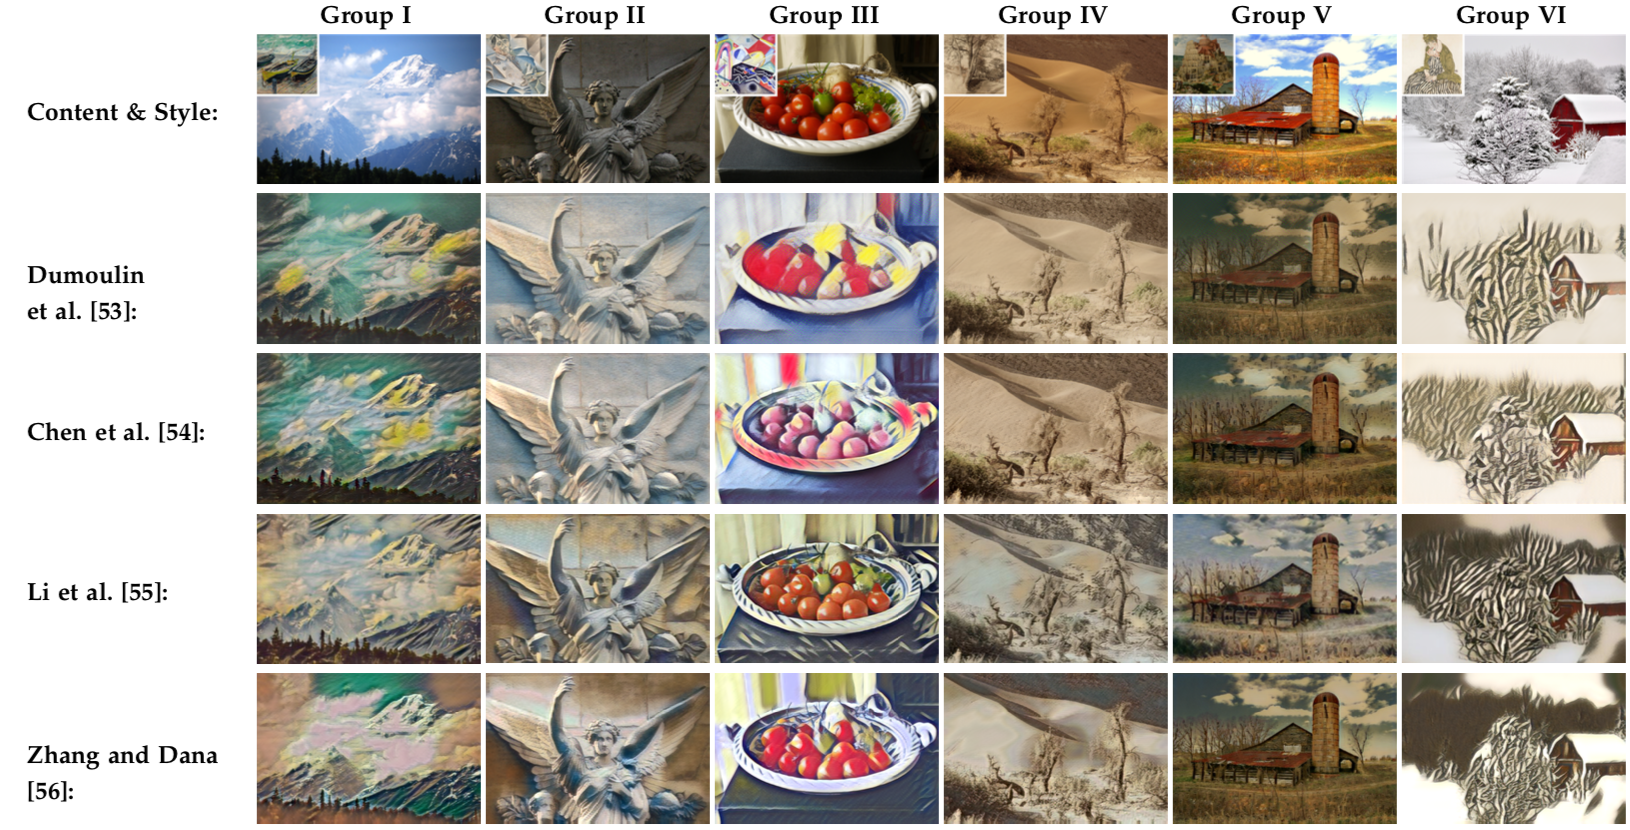 Group I Group II Group III Group IV Group V Group VI
Content & Style:
Dumoulin
et al. [53]:
Chen et al. [54]:
Li et al. [55]:
Zhang and Dana
[56]: